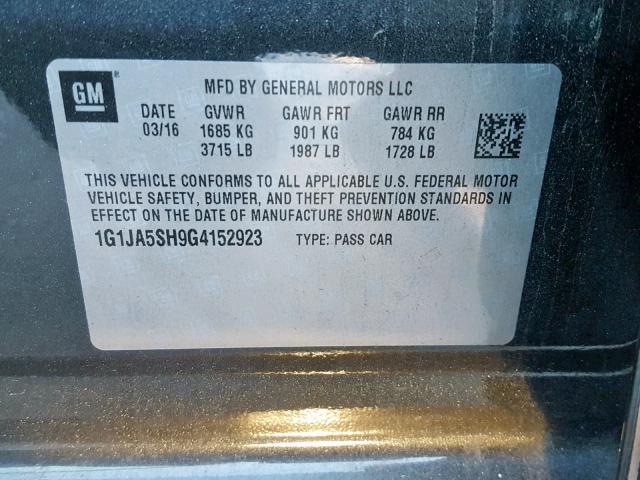 GM ® MFD BY GENERAL MOTORS LLC
DATE GVWR GAWR FRT GAWR RR
03/16 1685 KG 901 KG 784 KG
3715 LB 1987 LB 1728 LB
THIS VEHICLE CONFORMS TO ALL APPLICABLE U.S. FEDERAL MOTOR
VEHICLE SAFETY, BUMPER, AND THEFT PREVENTION STANDARDS IN
EFFECT ON THE DATE OF MANUFACTURE SHOWN ABOVE.
1G1JA5SH9G4152923 TYPE: PASS CAR